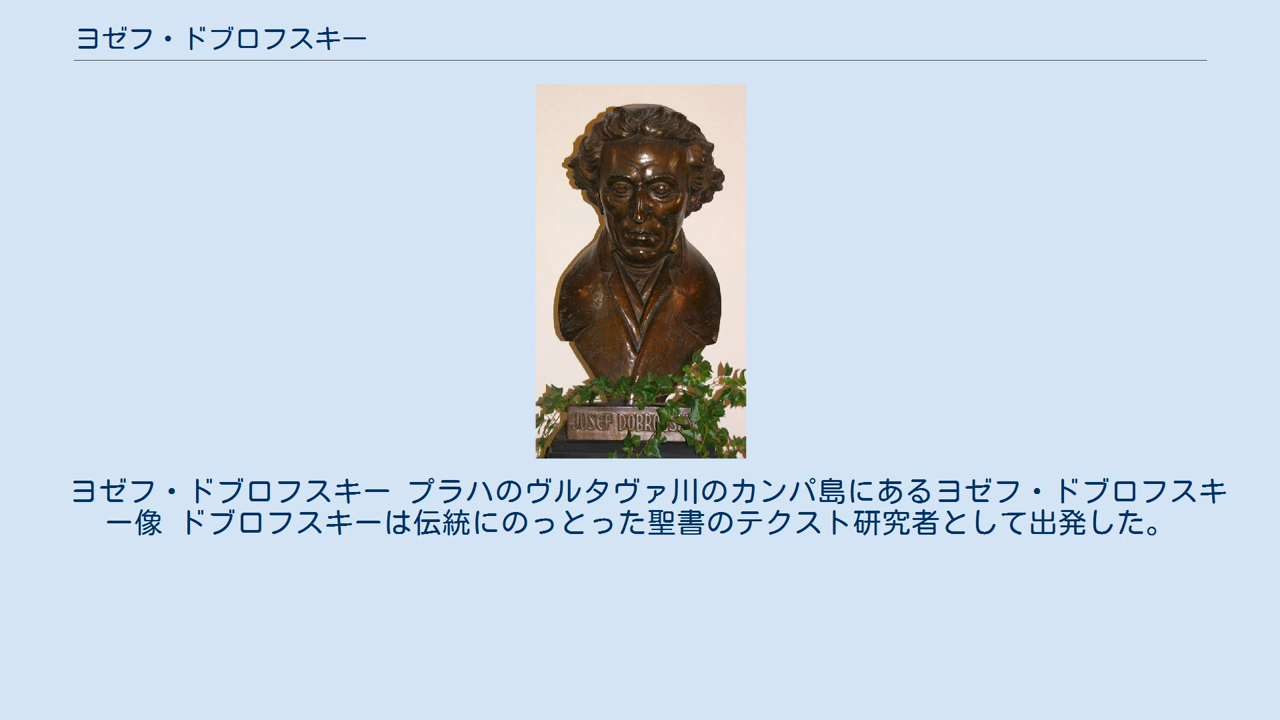 ヨゼフ・ドブロフスキー
JOSEF
ヨゼフ・ドブロフスキー プラハのヴルタヴァ川のカンパ島にあるヨゼフ・ドブロフスキ
ー像 ドブロフスキーは伝統にのっとった聖書のテクスト研究者として出発した。